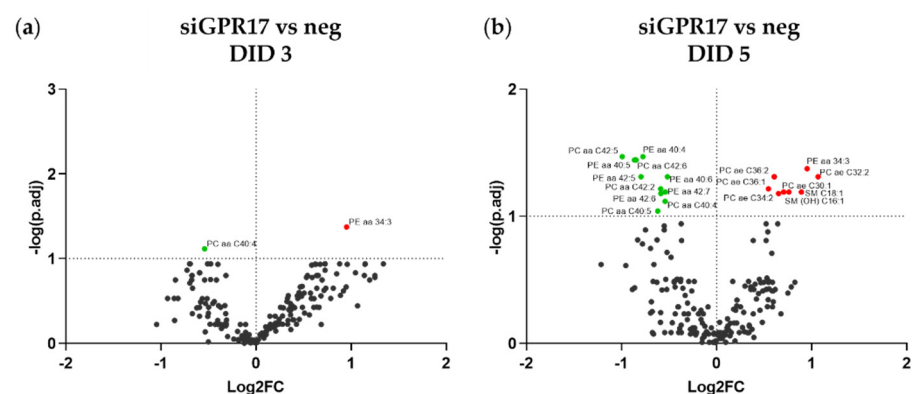 (a)
siGPR17 vs neg
DID 3
3
2
1
0
-log(p.adj)
PE aa 34:3
PC aa C40:4
-2
-1
0
1
2
Log2FC
(b)
siGPR17 vs neg
DID 5
2
1
0
-log(p.adj)
PC aa C42:5
PE aa 40:4
PE aa 40:5
PC aa C42:6
PE aa 42:5
PE aa 40:6
PC aa C42:2
PE aa 42:7
PE aa 42:6
PC aa C40:4
PC aa C40:5
PE aa 34:3
PC ae C36:2
PC ae C32:2
PC ae C36:1
PC ae C30:1
PC ae C34:2
SM C18:1
SM (OH) C16:1
-2
-1
0
1
2
Log2FC